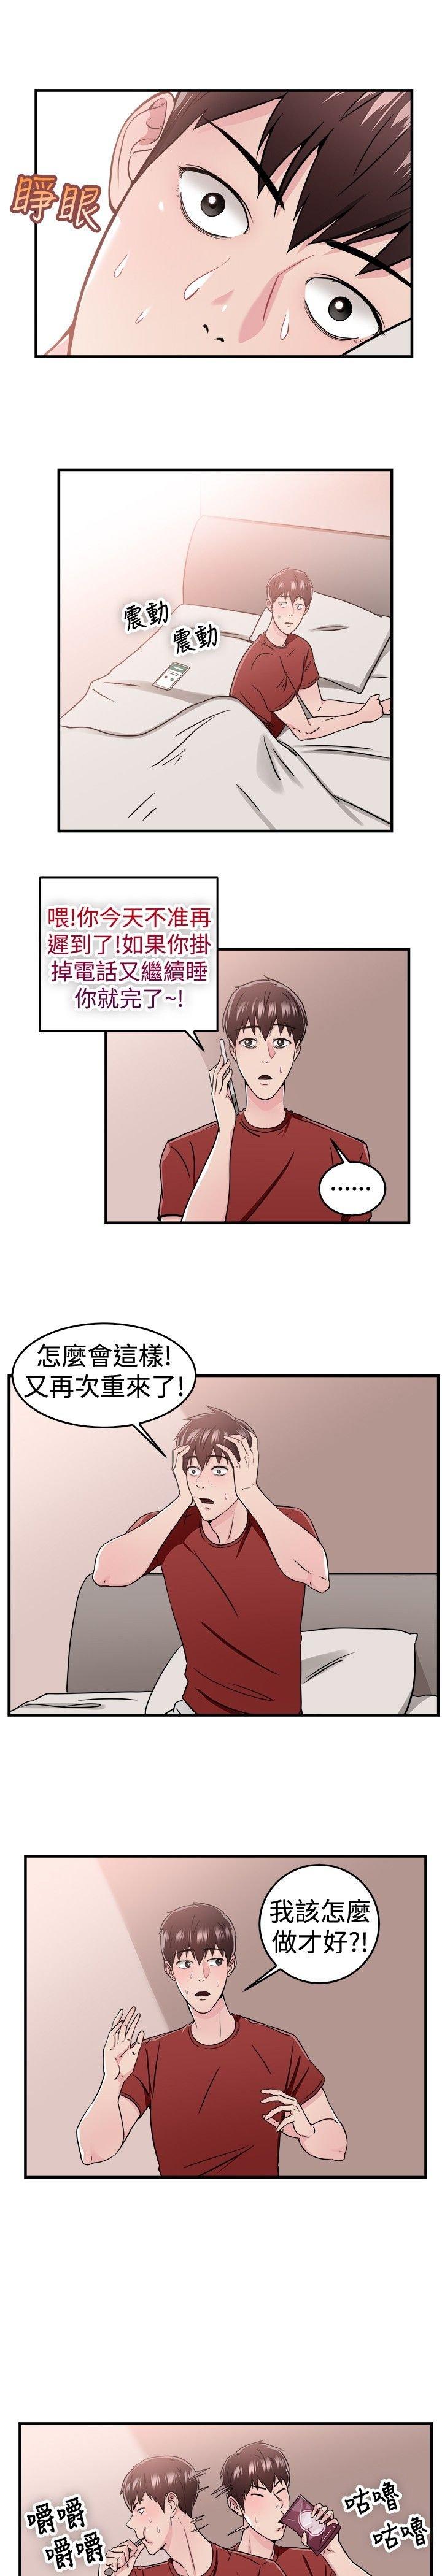 睜眼
震動
震動
喂!你今天不准再
遲到了!如果你掛
掉電話又繼續睡
你就完了~!
......
怎麼會這樣!
又再次重來了!
我該怎麼
做才好?!
嚼嚼
嚼嚼
咕嚕
咕嚕